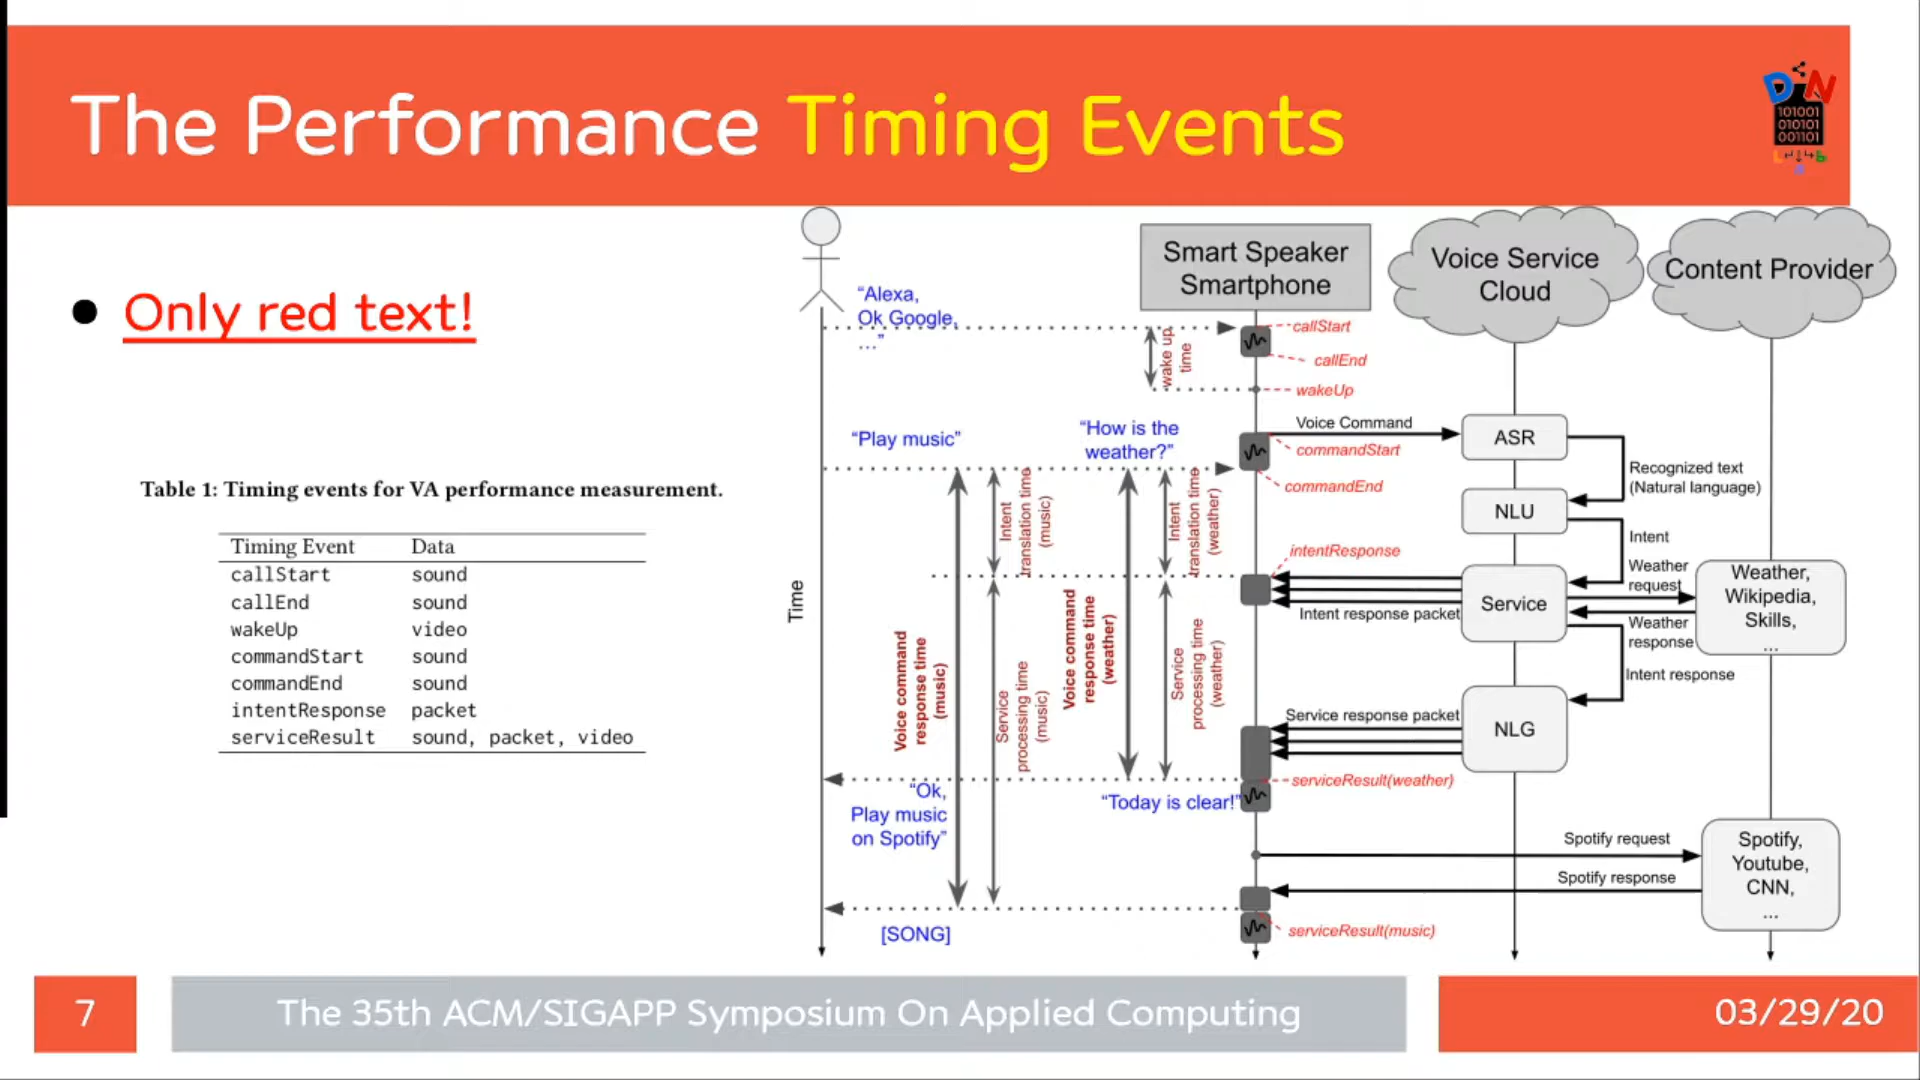 The Performance Timing Events
D N
101001
010101
001101
• Only red text!
Table 1: Timing events for VA performance measurement.
Timing Event Data
callStart sound
callEnd sound
wakeUp video
commandStart sound
commandEnd sound
intentResponse packet
serviceResult sound, packet, video
Smart Speaker
Smartphone
Voice Service
Cloud
Content Provider
“Alexa,
Ok Google,
...”
wake up
time
callStart
callEnd
wakeUp
“Play music”
“How is the
weather?”
Voice Command
commandStart
commandEnd
ASR
Recognized text
(Natural language)
NLU
Intent
Time
Intent
translation time
(music)
Intent
translation time
(weather)
intentResponse
Intent response packet
Service
Weather
request
Weather
response
Weather,
Wikipedia,
Skills,
...
Intent response
Voice command
response time
(music)
Service
processing time
(music)
Voice command
response time
(weather)
Service
processing time
(weather)
Service response packet
NLG
serviceResult(weather)
“Ok,
Play music
on Spotify”
“Today is clear!”
Spotify request
Spotify response
Spotify,
Youtube,
CNN,
...
[SONG]
serviceResult(music)
7
The 35th ACM/SIGAPP Symposium On Applied Computing
03/29/20